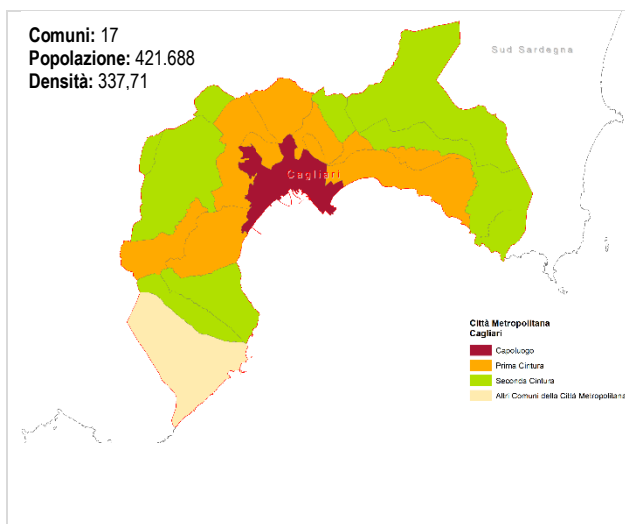 Comuni: 17
Popolazione: 421.688
Densità: 337,71
Sud Sardegna
Cagliari
Città Metropolitana
Cagliari
Capoluogo
Prima Cintura
Seconda Cintura
Altri Comuni della Città Metropolitana